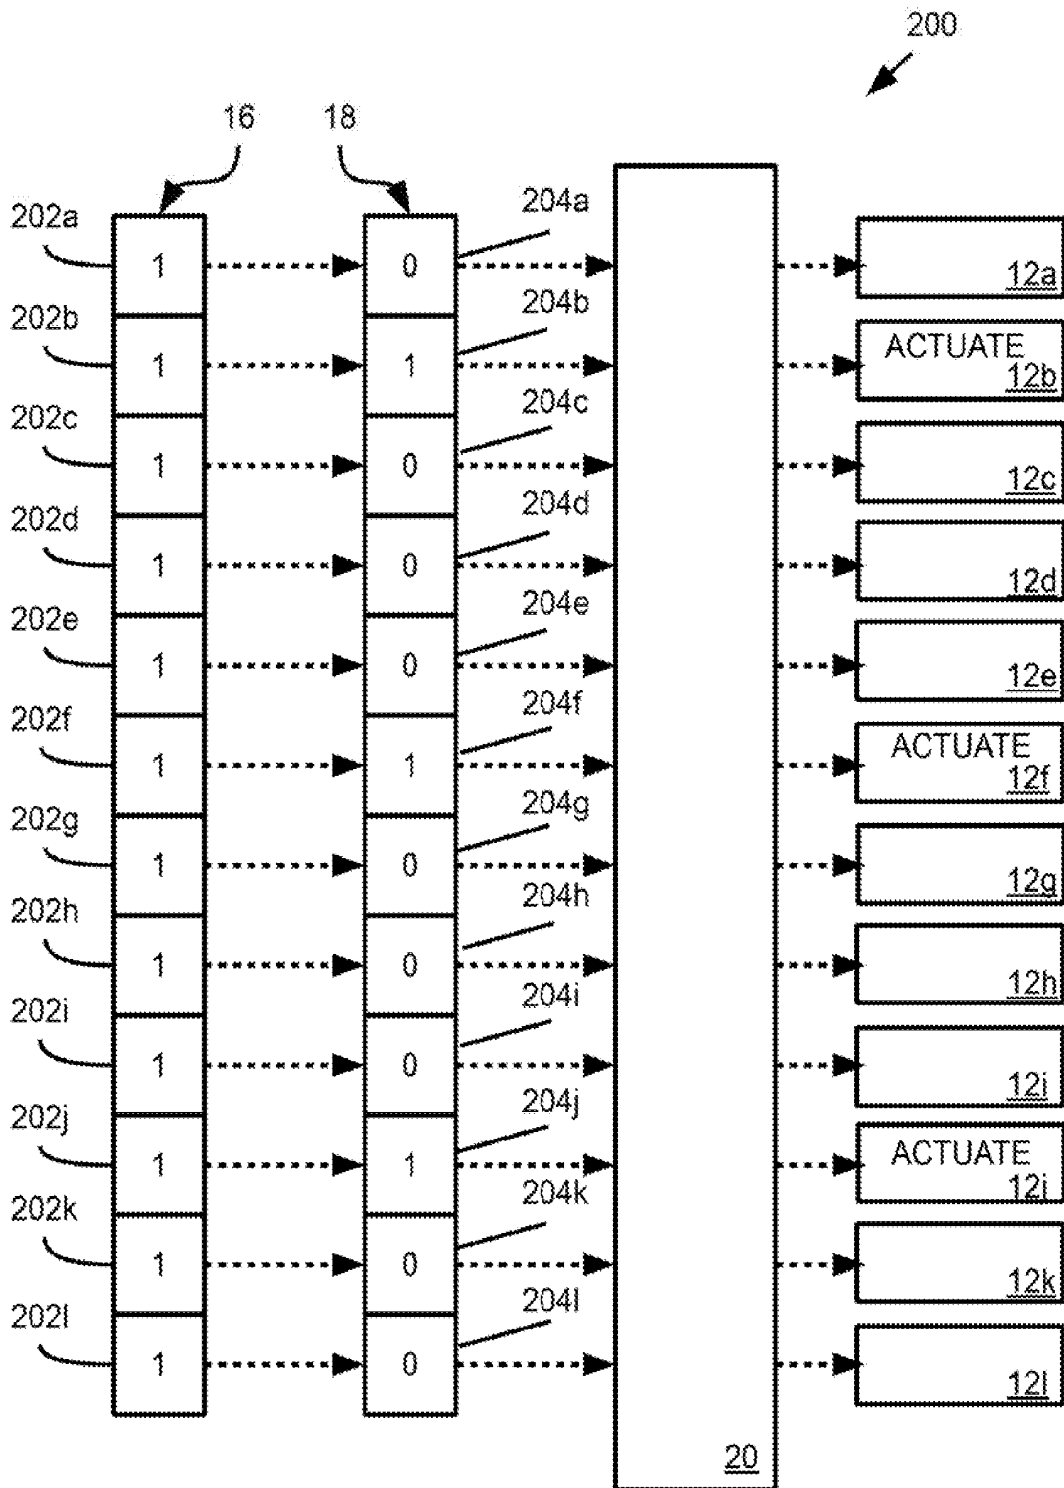 200
16 18
202a 1 0 204a 12a
202b 1 1 204b ACTUATE 12b
202c 1 0 204c 12c
202d 1 0 204d 12d
202e 1 0 204e 12e
202f 1 1 204f ACTUATE 12f
202g 1 0 204g 12g
202h 1 0 204h 12h
202i 1 0 204i 12i
202j 1 1 204j ACTUATE 12j
202k 1 0 204k 12k
202l 1 0 204l 12l
20